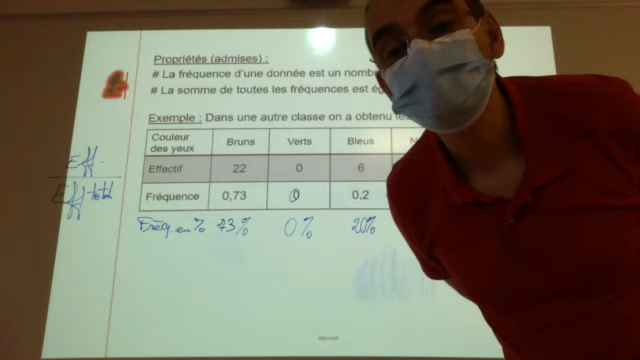 Propriétés (admises) :
# La fréquence d'une donnée est un nomb
# La somme de toutes les fréquences est ég
Exemple : Dans une autre classe on a obtenu le
Couleur des yeux Bruns Verts Bleus N
Effectif 22 0 6
Fréquence 0,73 0 0,2
Fréq. en % 73% 0% 20%
Eff.
Eff total